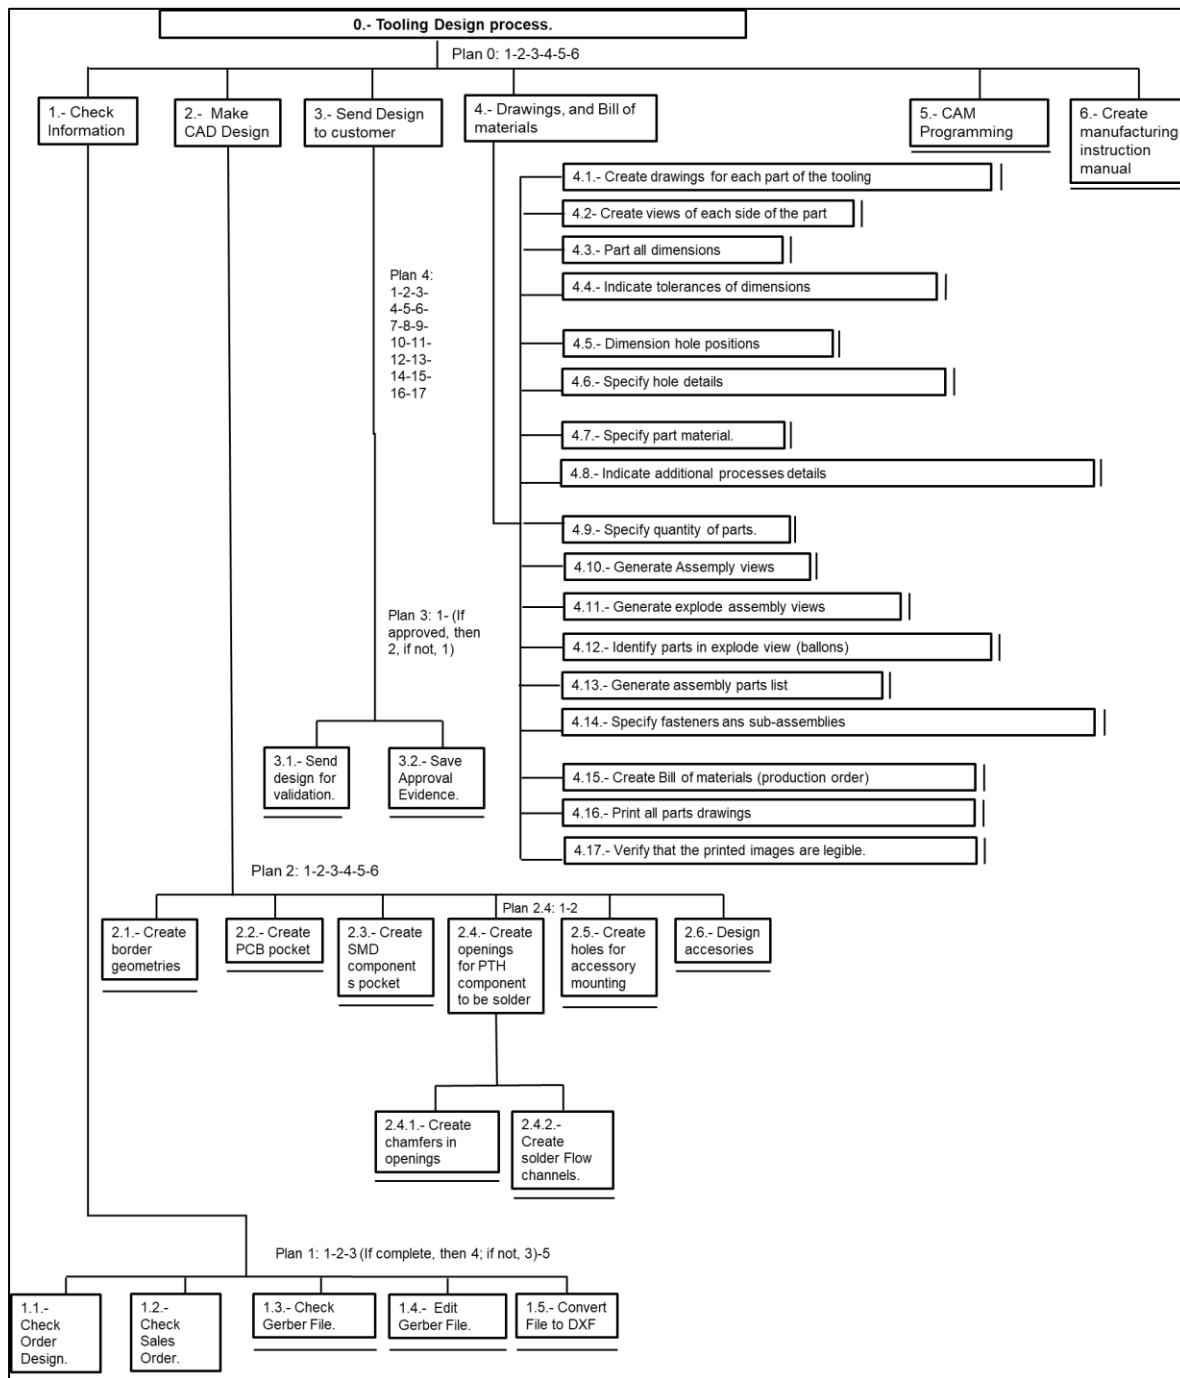 0.- Tooling Design process.
Plan 0: 1-2-3-4-5-6
1.- Check
Information
2.- Make
CAD Design
3.- Send Design
to customer
4.- Drawings, and Bill of
materials
5.- CAM
Programming
6.- Create
manufacturing
instruction
manual
4.1.- Create drawings for each part of the tooling
4.2- Create views of each side of the part
4.3.- Part all dimensions
4.4.- Indicate tolerances of dimensions
4.5.- Dimension hole positions
4.6.- Specify hole details
4.7.- Specify part material.
4.8.- Indicate additional processes details
4.9.- Specify quantity of parts.
4.10.- Generate Assembly views
4.11.- Generate explode assembly views
4.12.- Identify parts in explode view (ballons)
4.13.- Generate assembly parts list
4.14.- Specify fasteners ans sub-assemblies
4.15.- Create Bill of materials (production order)
4.16.- Print all parts drawings
4.17.- Verify that the printed images are legible.
Plan 4:
1-2-3-
4-5-6-
7-8-9-
10-11-
12-13-
14-15-
16-17
Plan 3: 1- (If
approved, then
2, if not, 1)
3.1.- Send
design for
validation.
3.2.- Save
Approval
Evidence.
Plan 2: 1-2-3-4-5-6
2.1.- Create
border
geometries
2.2.- Create
PCB pocket
2.3.- Create
SMD
component
s pocket
Plan 2.4: 1-2
2.4.- Create
openings
for PTH
component
to be solder
2.5.- Create
holes for
accessory
mounting
2.6.- Design
accesories
2.4.1.- Create
chamfers in
openings
2.4.2.-
Create
solder Flow
channels.
Plan 1: 1-2-3 (If complete, then 4; if not, 3)-5
1.1.-
Check
Order
Design.
1.2.-
Check
Sales
Order.
1.3.- Check
Gerber File.
1.4.- Edit
Gerber File.
1.5.- Convert
File to DXF